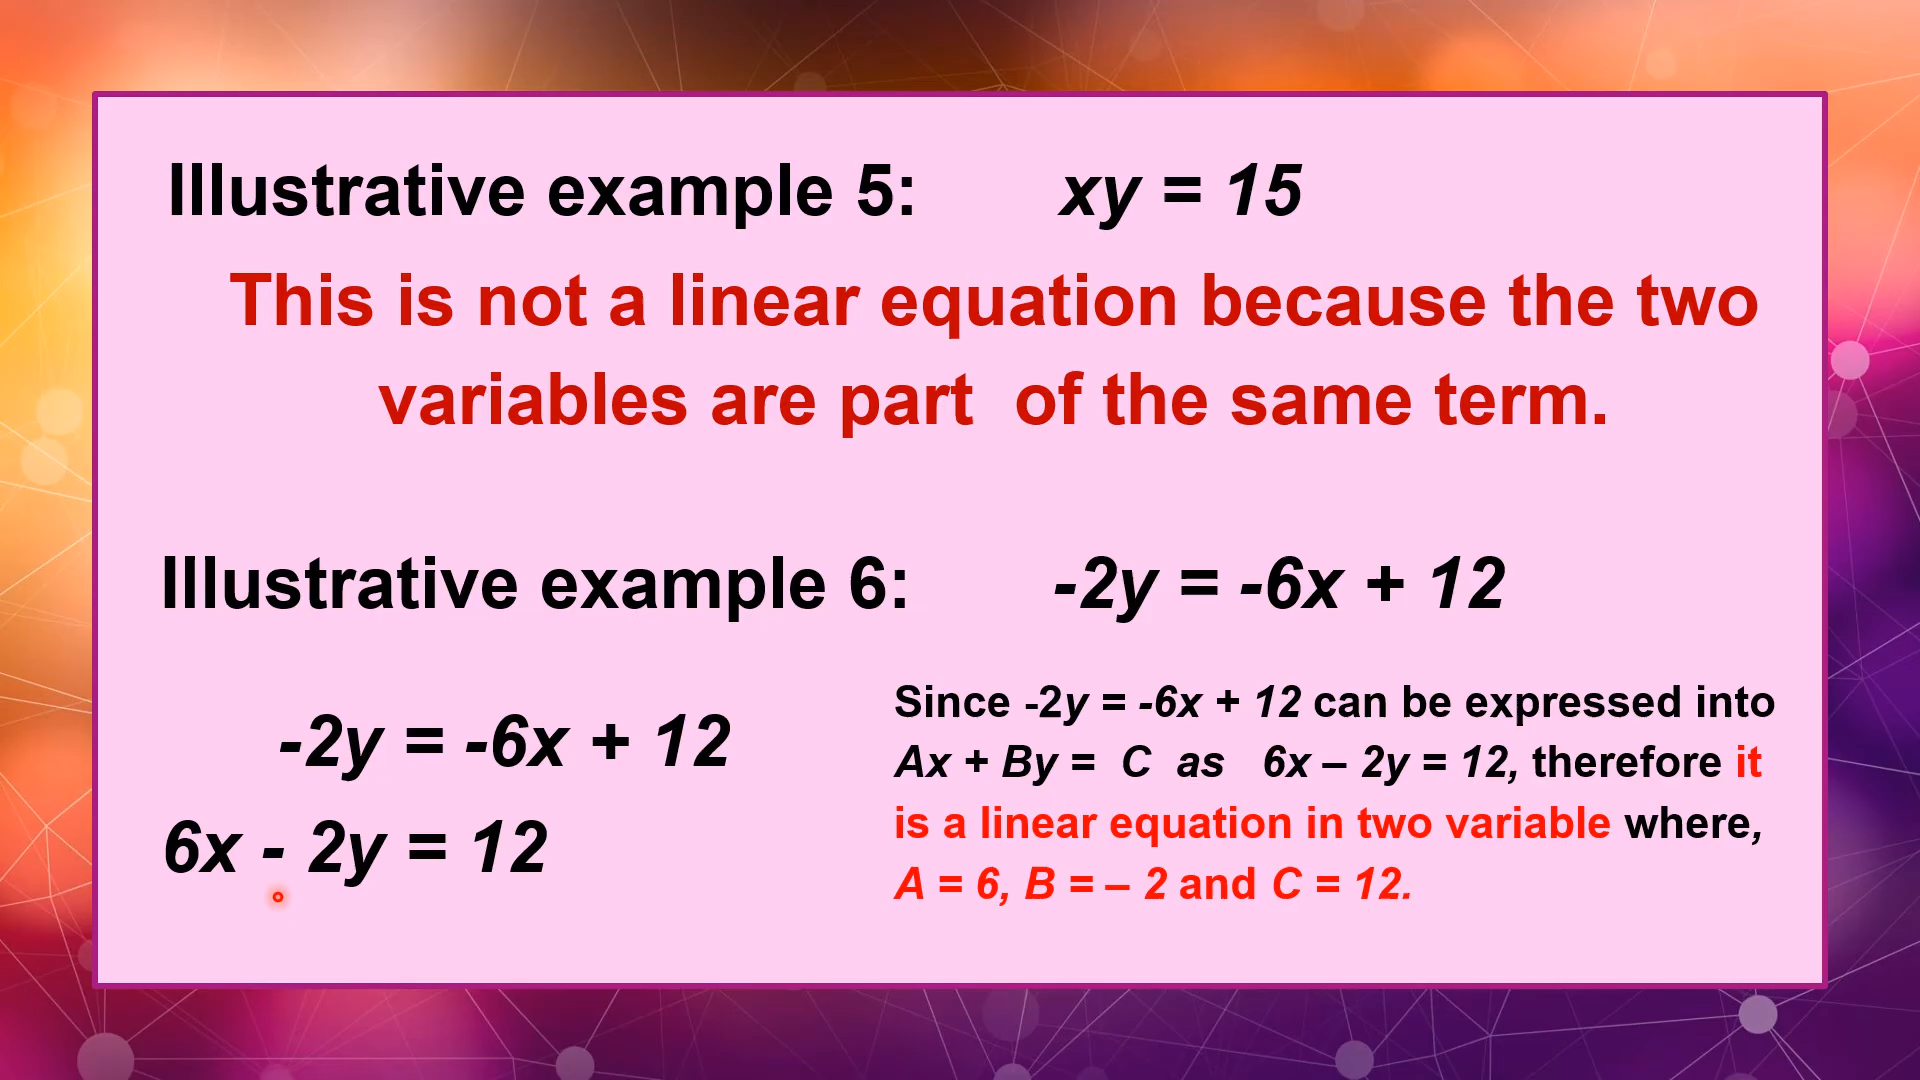 Illustrative example 5: xy = 15
This is not a linear equation because the two
variables are part of the same term.
Illustrative example 6: -2y = -6x + 12
-2y = -6x + 12
6x - 2y = 12
Since -2y = -6x + 12 can be expressed into
Ax + By = C as 6x – 2y = 12, therefore it
is a linear equation in two variable where,
A = 6, B = – 2 and C = 12.